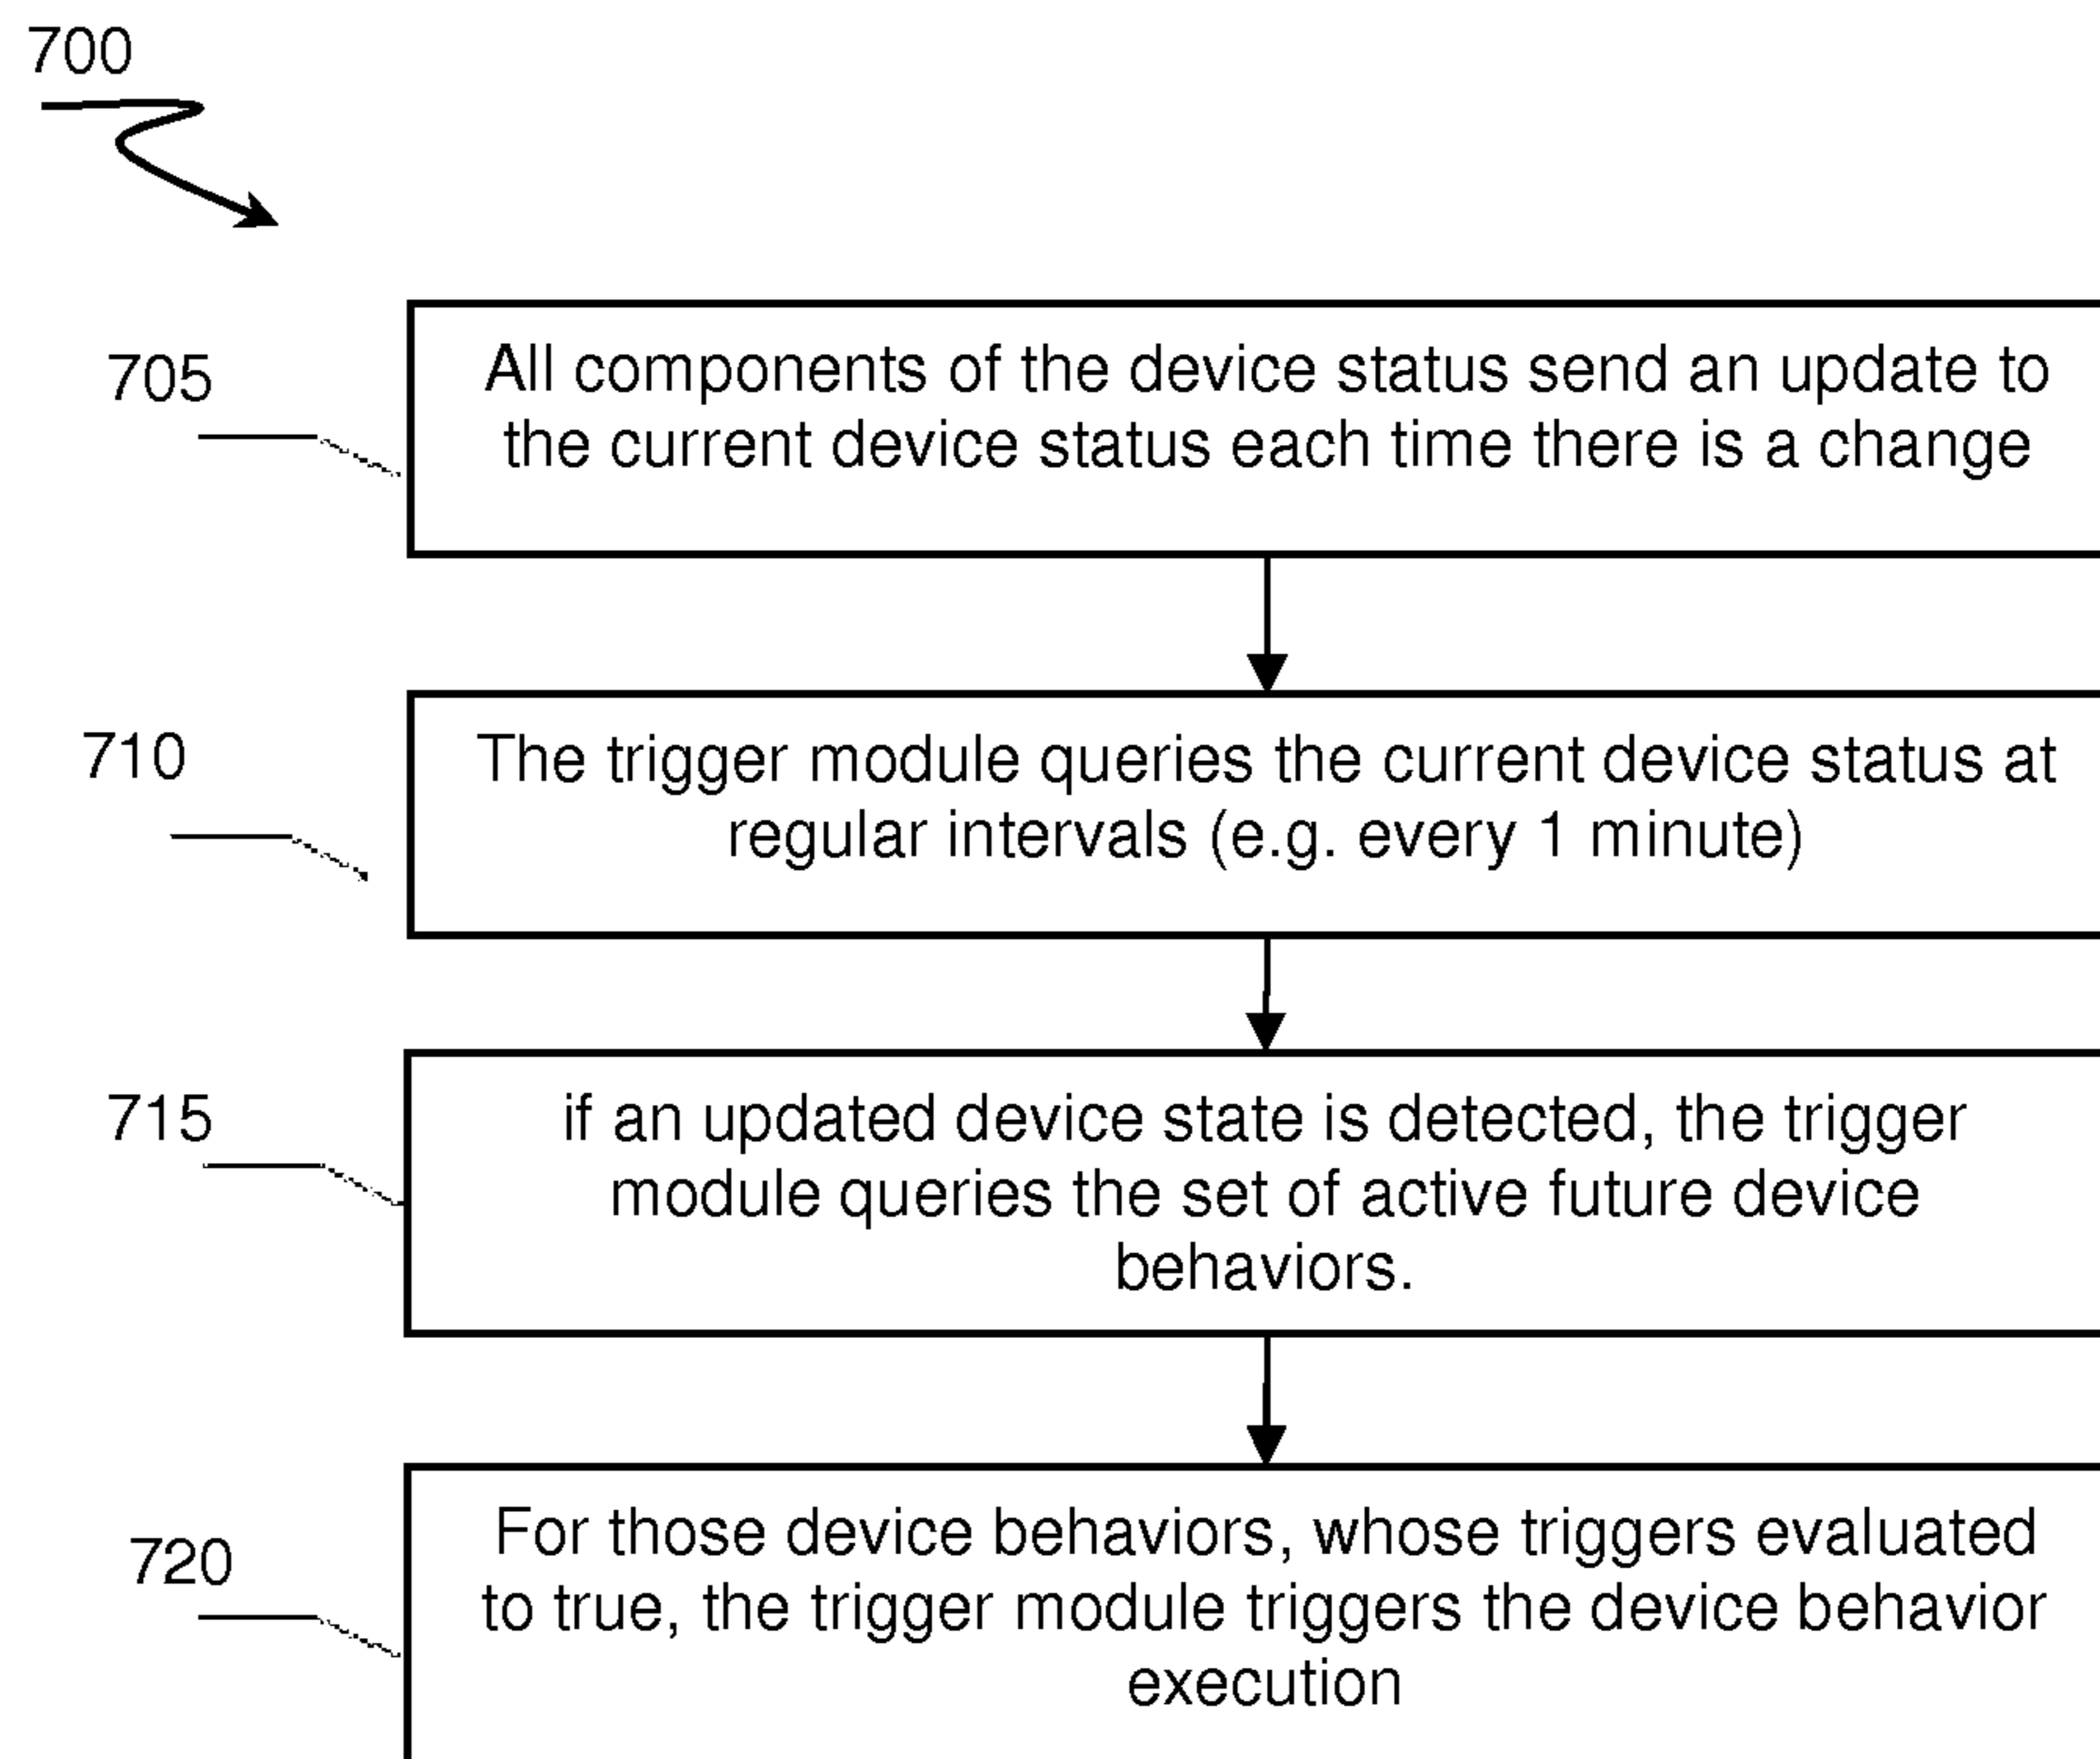 700
705
All components of the device status send an update to
the current device status each time there is a change
710
The trigger module queries the current device status at
regular intervals (e.g. every 1 minute)
715
if an updated device state is detected, the trigger
module queries the set of active future device
behaviors.
720
For those device behaviors, whose triggers evaluated
to true, the trigger module triggers the device behavior
execution